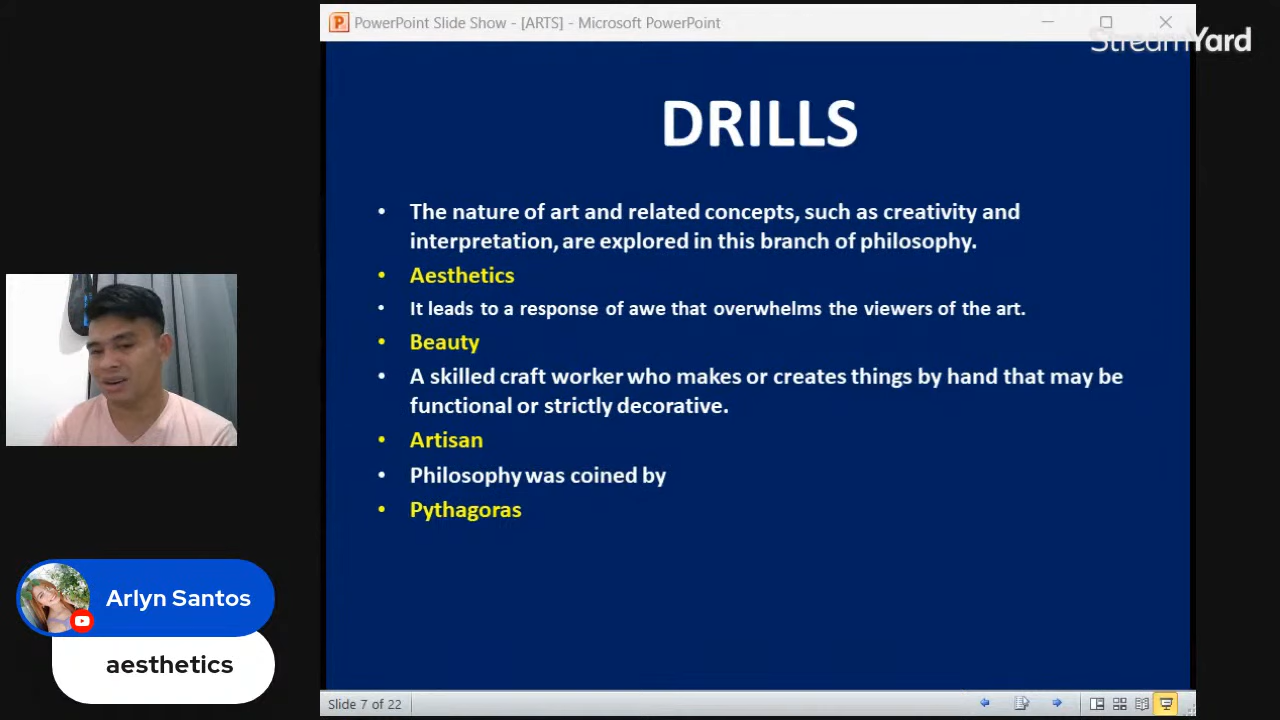 PowerPoint Slide Show - [ARTS] - Microsoft PowerPoint
StreamYard
DRILLS
• The nature of art and related concepts, such as creativity and
interpretation, are explored in this branch of philosophy.
• Aesthetics
• It leads to a response of awe that overwhelms the viewers of the art.
• Beauty
• A skilled craft worker who makes or creates things by hand that may be
functional or strictly decorative.
• Artisan
• Philosophy was coined by
• Pythagoras
Arlyn Santos
aesthetics
Slide 7 of 22